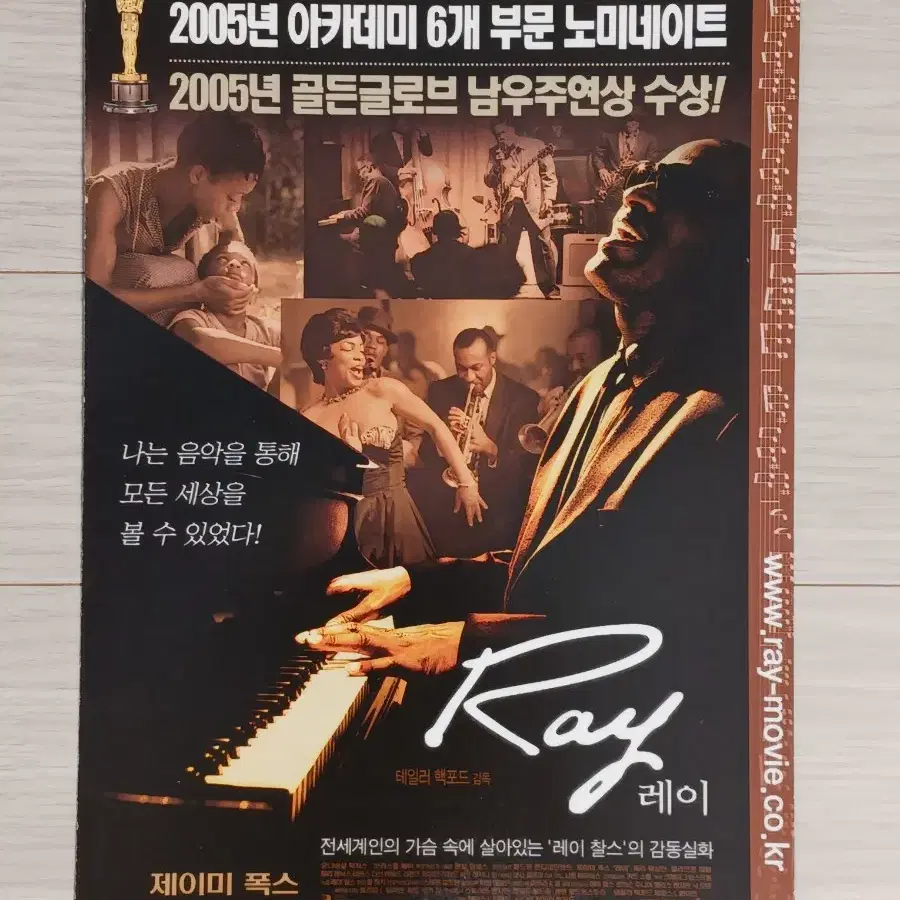 2005년 아카데미 6개 부문 노미네이트
2005년 골든글로브 남우주연상 수상!
나는 음악을 통해
모든 세상을
볼 수 있었다!
Ray
레이
테일러 핵포드 감독
전세계인의 가슴 속에 살아있는 '레이 찰스'의 감동실화
제이미 폭스
www.ray-movie.co.kr